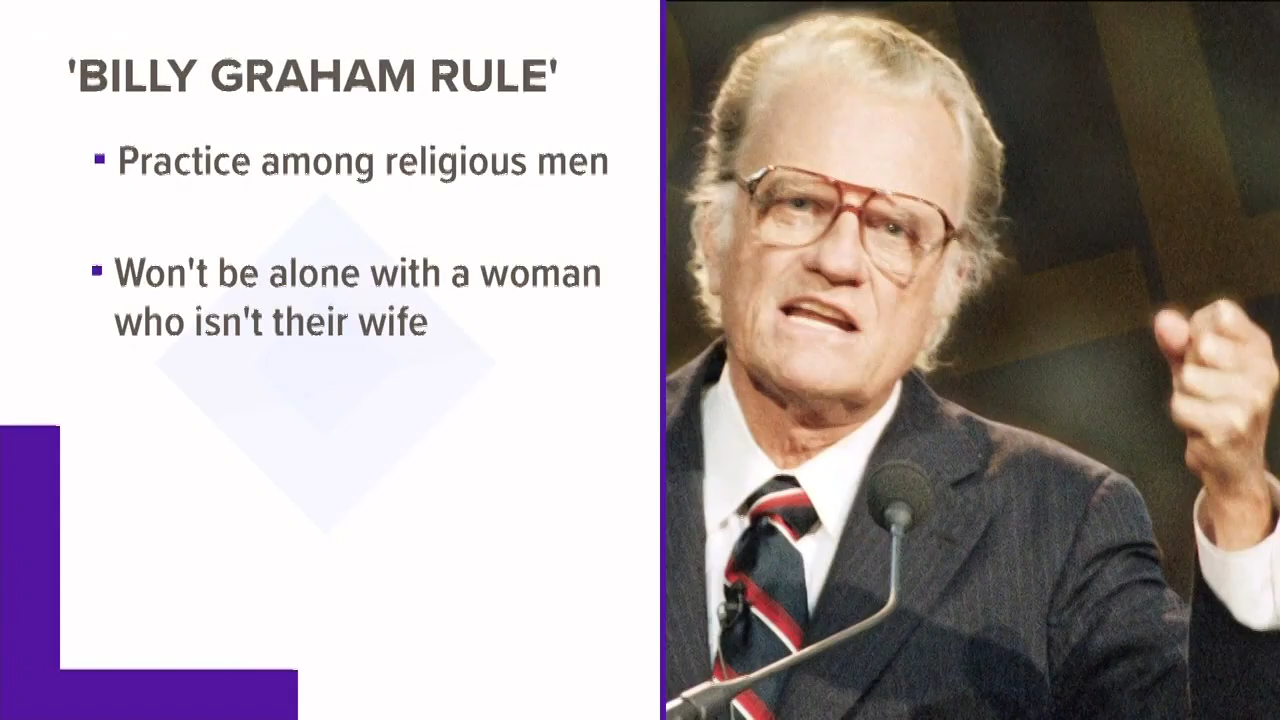 'BILLY GRAHAM RULE'
▪ Practice among religious men
▪ Won't be alone with a woman
who isn't their wife